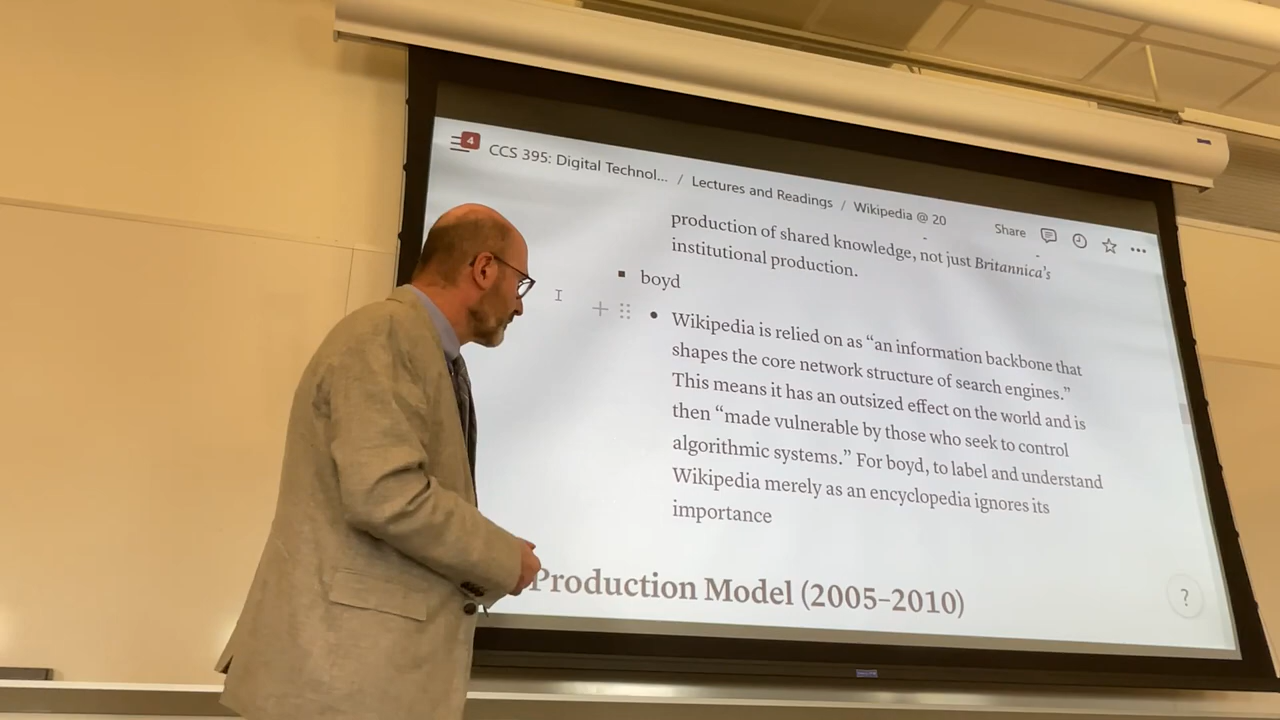 4
CCS 395: Digital Technol... / Lectures and Readings / Wikipedia @ 20
Share
production of shared knowledge, not just Britannica's
institutional production.
boyd
Wikipedia is relied on as “an information backbone that
shapes the core network structure of search engines.”
This means it has an outsized effect on the world and is
then “made vulnerable by those who seek to control
algorithmic systems.” For boyd, to label and understand
Wikipedia merely as an encyclopedia ignores its
importance
Production Model (2005–2010)
?